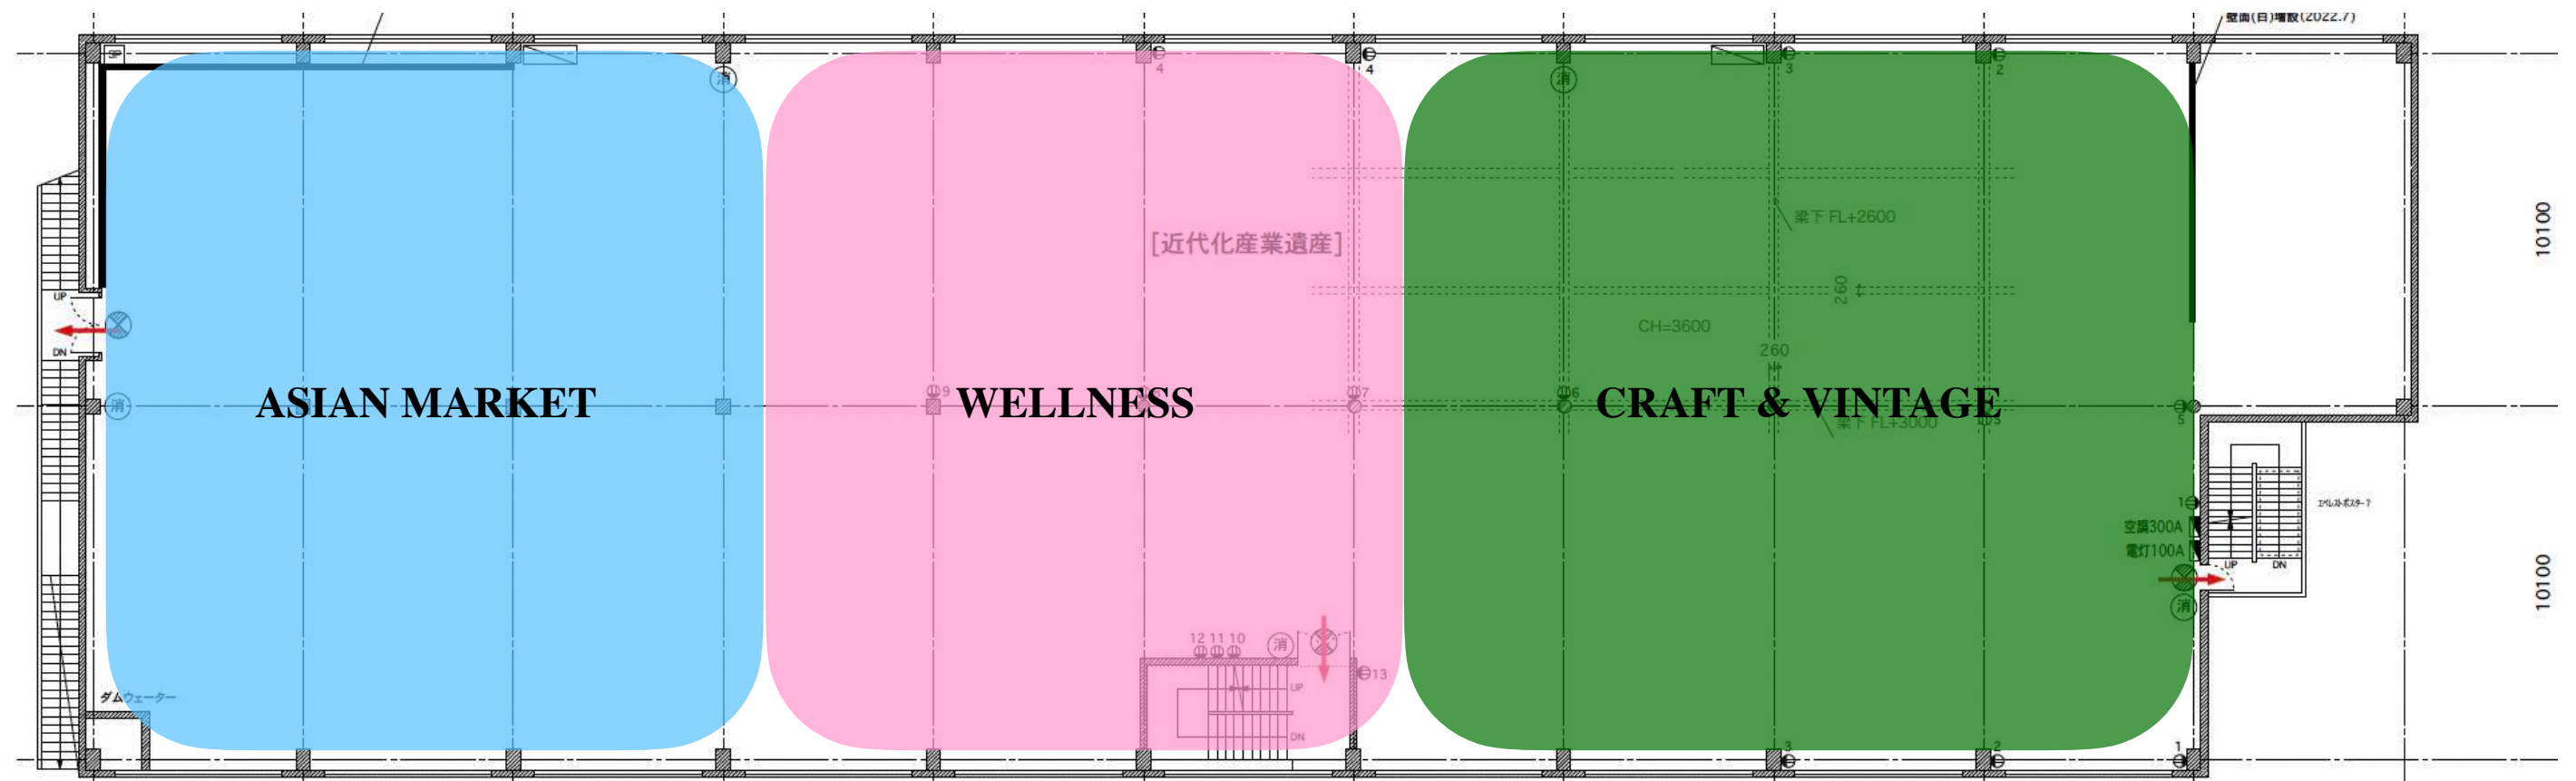 壁面(白)増設(2022.7)
消
4
4
消
3
2
10100
梁下 FL+2600
[近代化産業遺産]
260
UP
CH=3600
260
DN
消
9
7
6
5
ASIAN MARKET
WELLNESS
CRAFT & VINTAGE
梁下 FL+3000
1
空調300A
電灯100A
UP
DN
10100
消
12 11 10
消
13
UP
ダムウェーター
DN
3
2
1